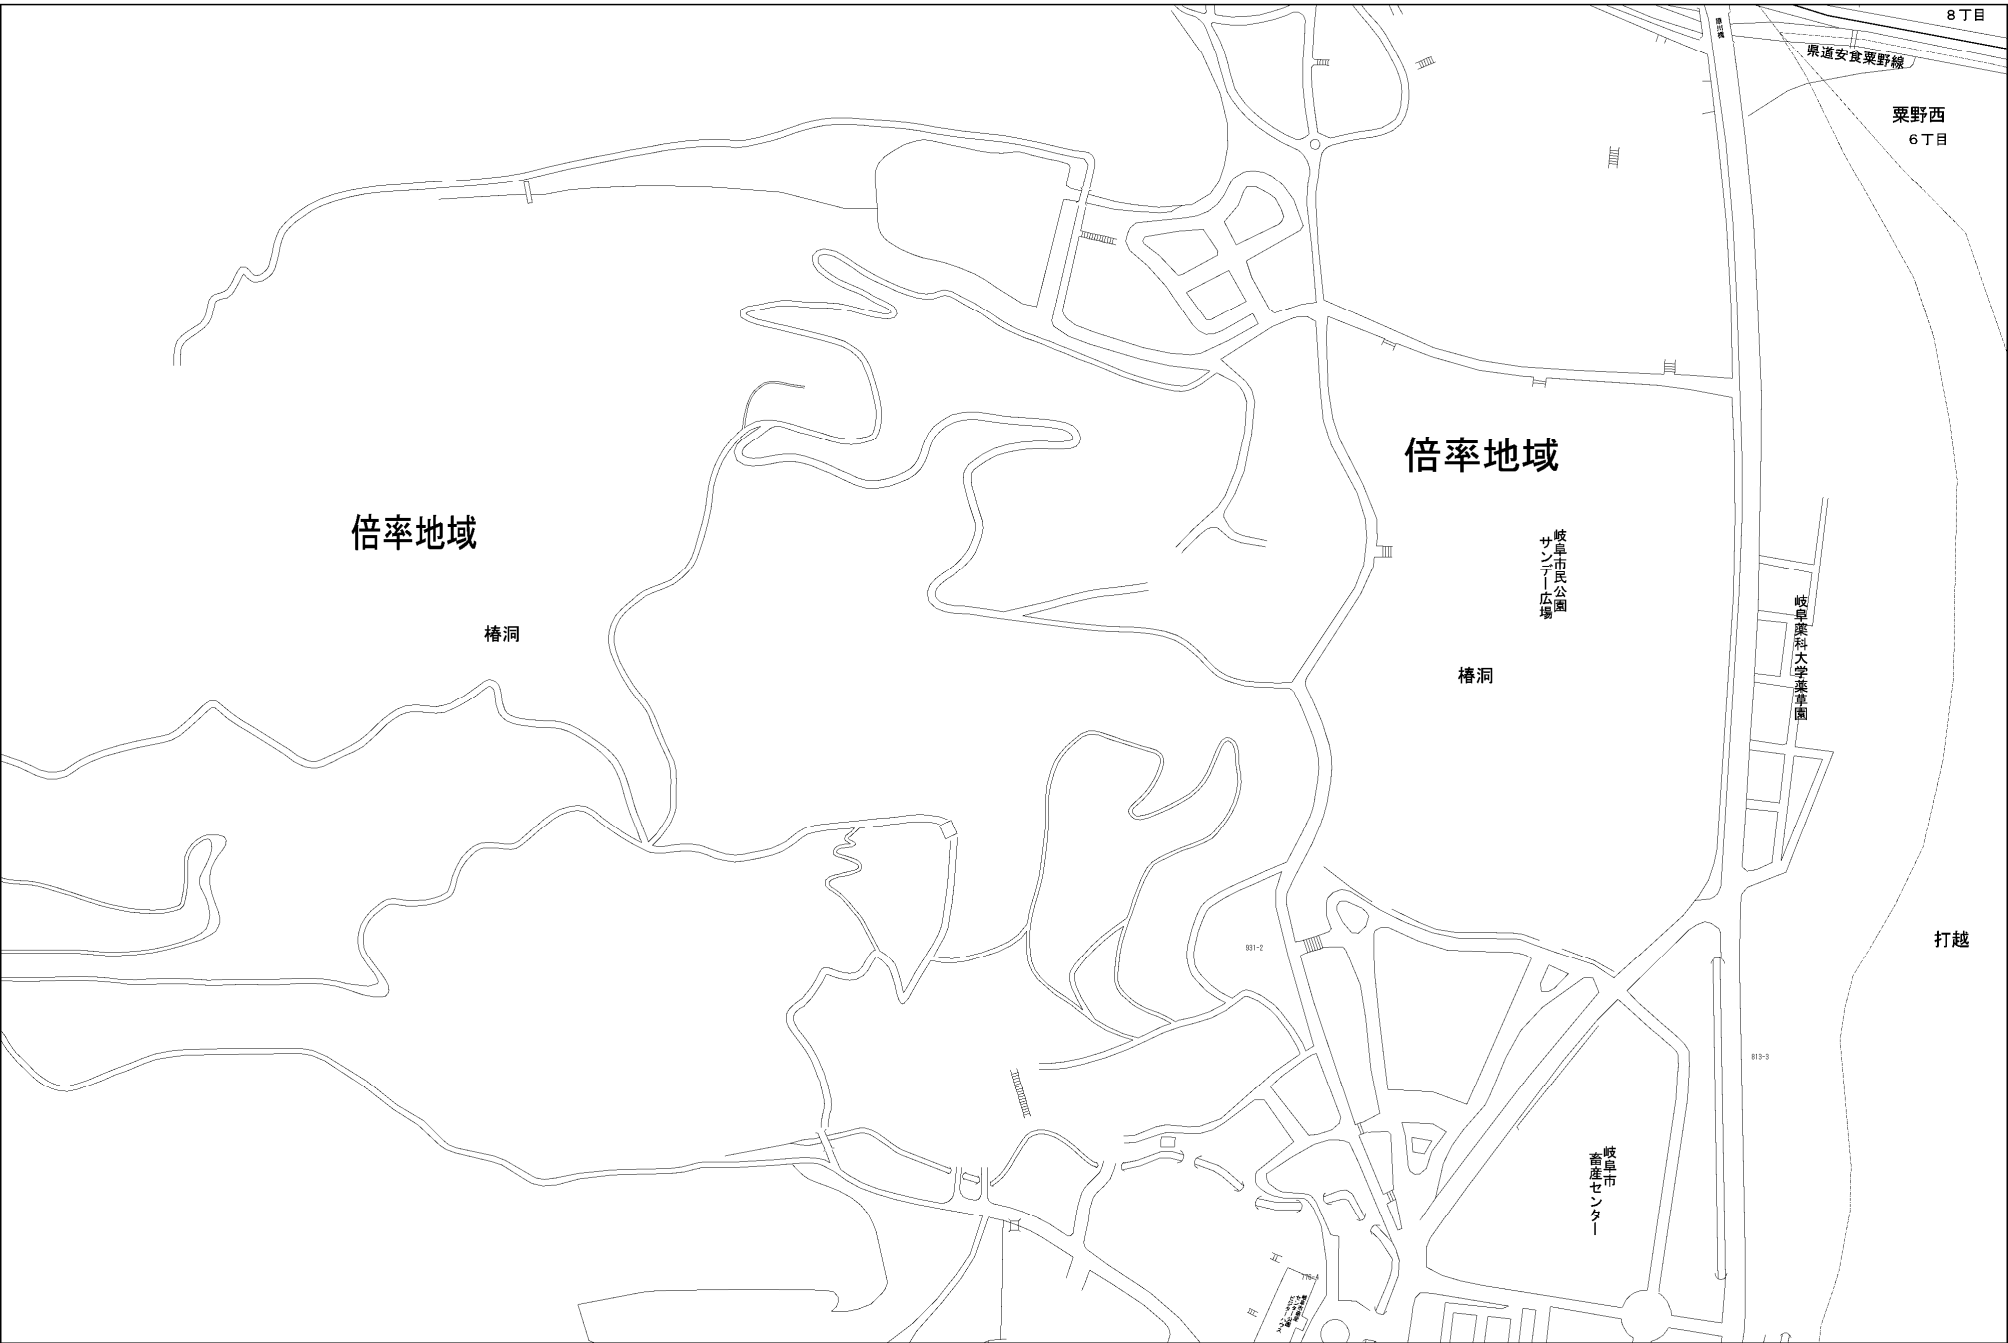 8丁目
県道安食粟野線
粟野西
6丁目
倍率地域
倍率地域
岐阜市民公園
サンデー広場
岐阜薬科大学薬草園
椿洞
椿洞
打越
931-2
813-3
岐阜市
畜産センター
776-4